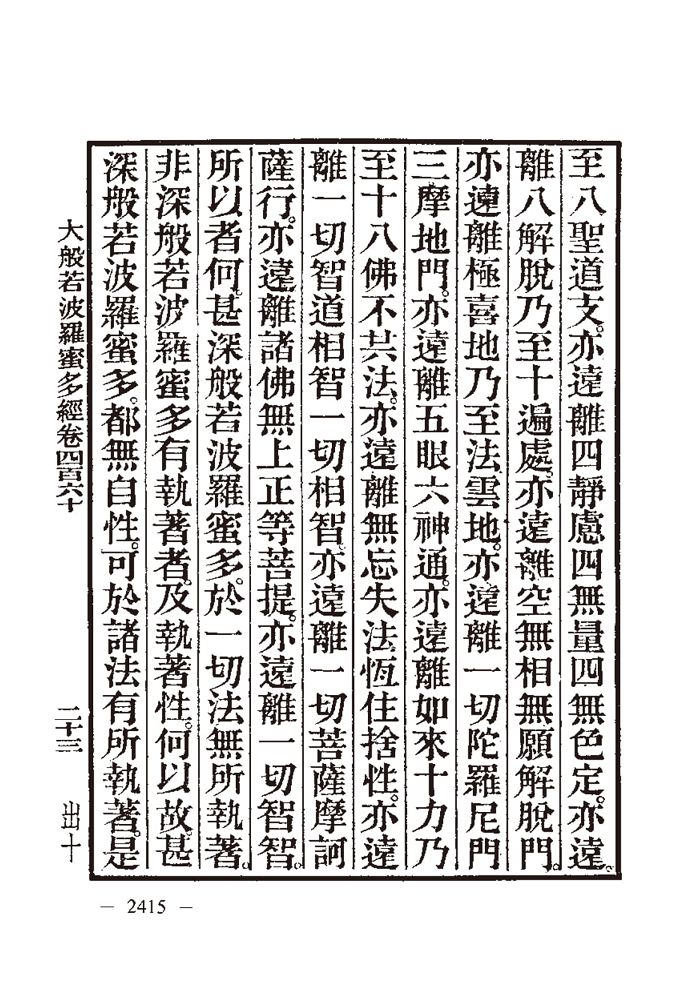 至八聖道支。亦遠離四靜慮四無量四無色定。亦遠
離八解脫乃至十遍處。亦遠離空無相無願解脫門。
亦遠離極喜地乃至法雲地。亦遠離一切陀羅尼門
三摩地門。亦遠離五眼六神通。亦遠離如來十力乃
至十八佛不共法。亦遠離無忘失法恆住捨性。亦遠
離一切智道相智一切相智。亦遠離一切菩薩摩訶
薩行。亦遠離諸佛無上正等菩提。亦遠離一切智智。
所以者何。甚深般若波羅蜜多。於一切法無所執著。
非深般若波羅蜜多有執著者。及執著性。何以故。甚
深般若波羅蜜多。都無自性。可於諸法有所執著。是
大般若波羅蜜多經卷四百六十
二十三
出十
— 2415 —